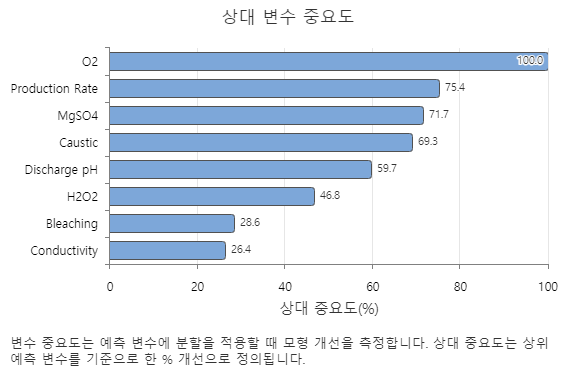 상대 변수 중요도
O2 100.0
Production Rate 75.4
MgSO4 71.7
Caustic 69.3
Discharge pH 59.7
H2O2 46.8
Bleaching 28.6
Conductivity 26.4
0 20 40 60 80 100
상대 중요도(%)
변수 중요도는 예측 변수에 분할을 적용할 때 모형 개선을 측정합니다. 상대 중요도는 상위
예측 변수를 기준으로 한 % 개선으로 정의됩니다.